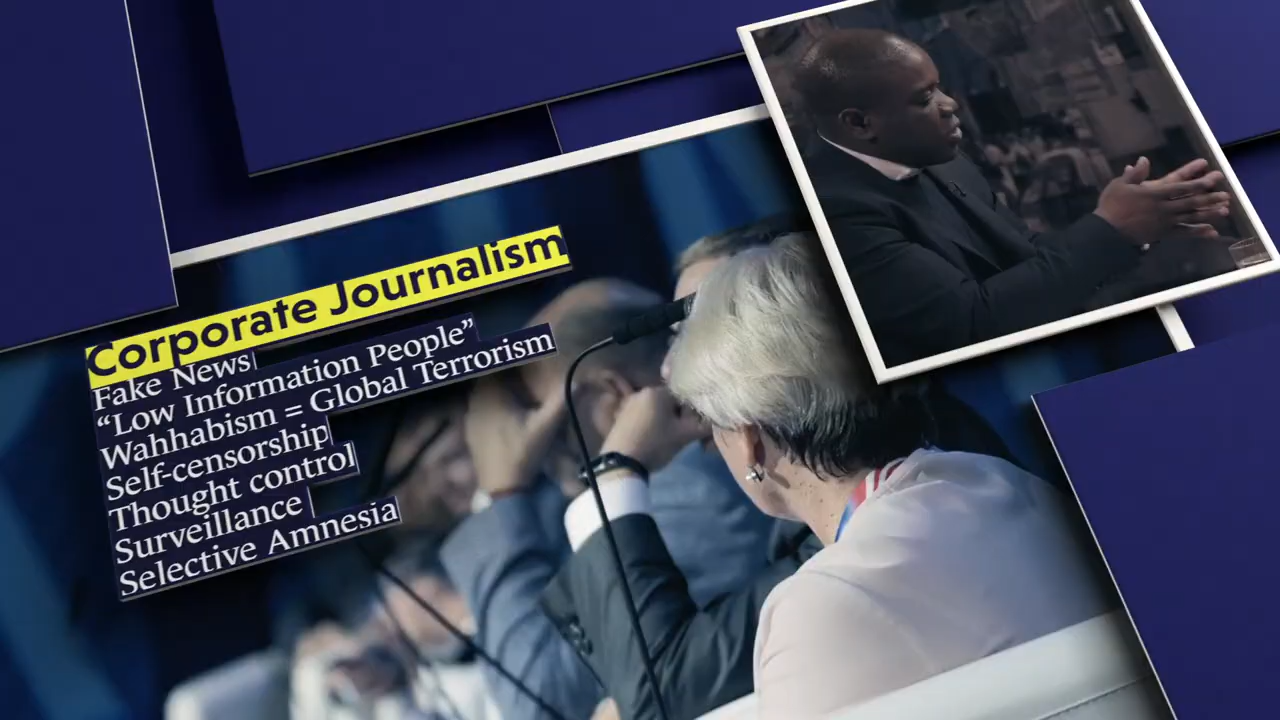 Corporate Journalism
Fake News
“Low Information People”
Wahhabism = Global Terrorism
Self-censorship
Thought control
Surveillance
Selective Amnesia